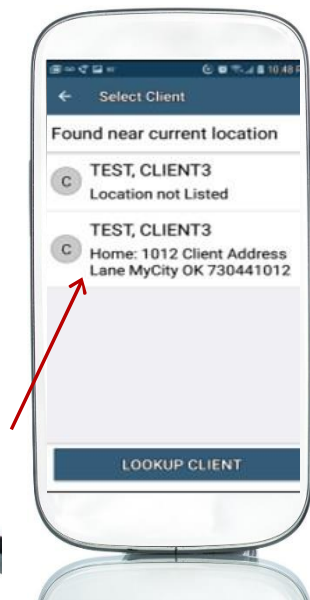 10:48 P
← Select Client
Found near current location
C
TEST, CLIENT3
Location not Listed
C
TEST, CLIENT3
Home: 1012 Client Address
Lane MyCity OK 730441012
LOOKUP CLIENT